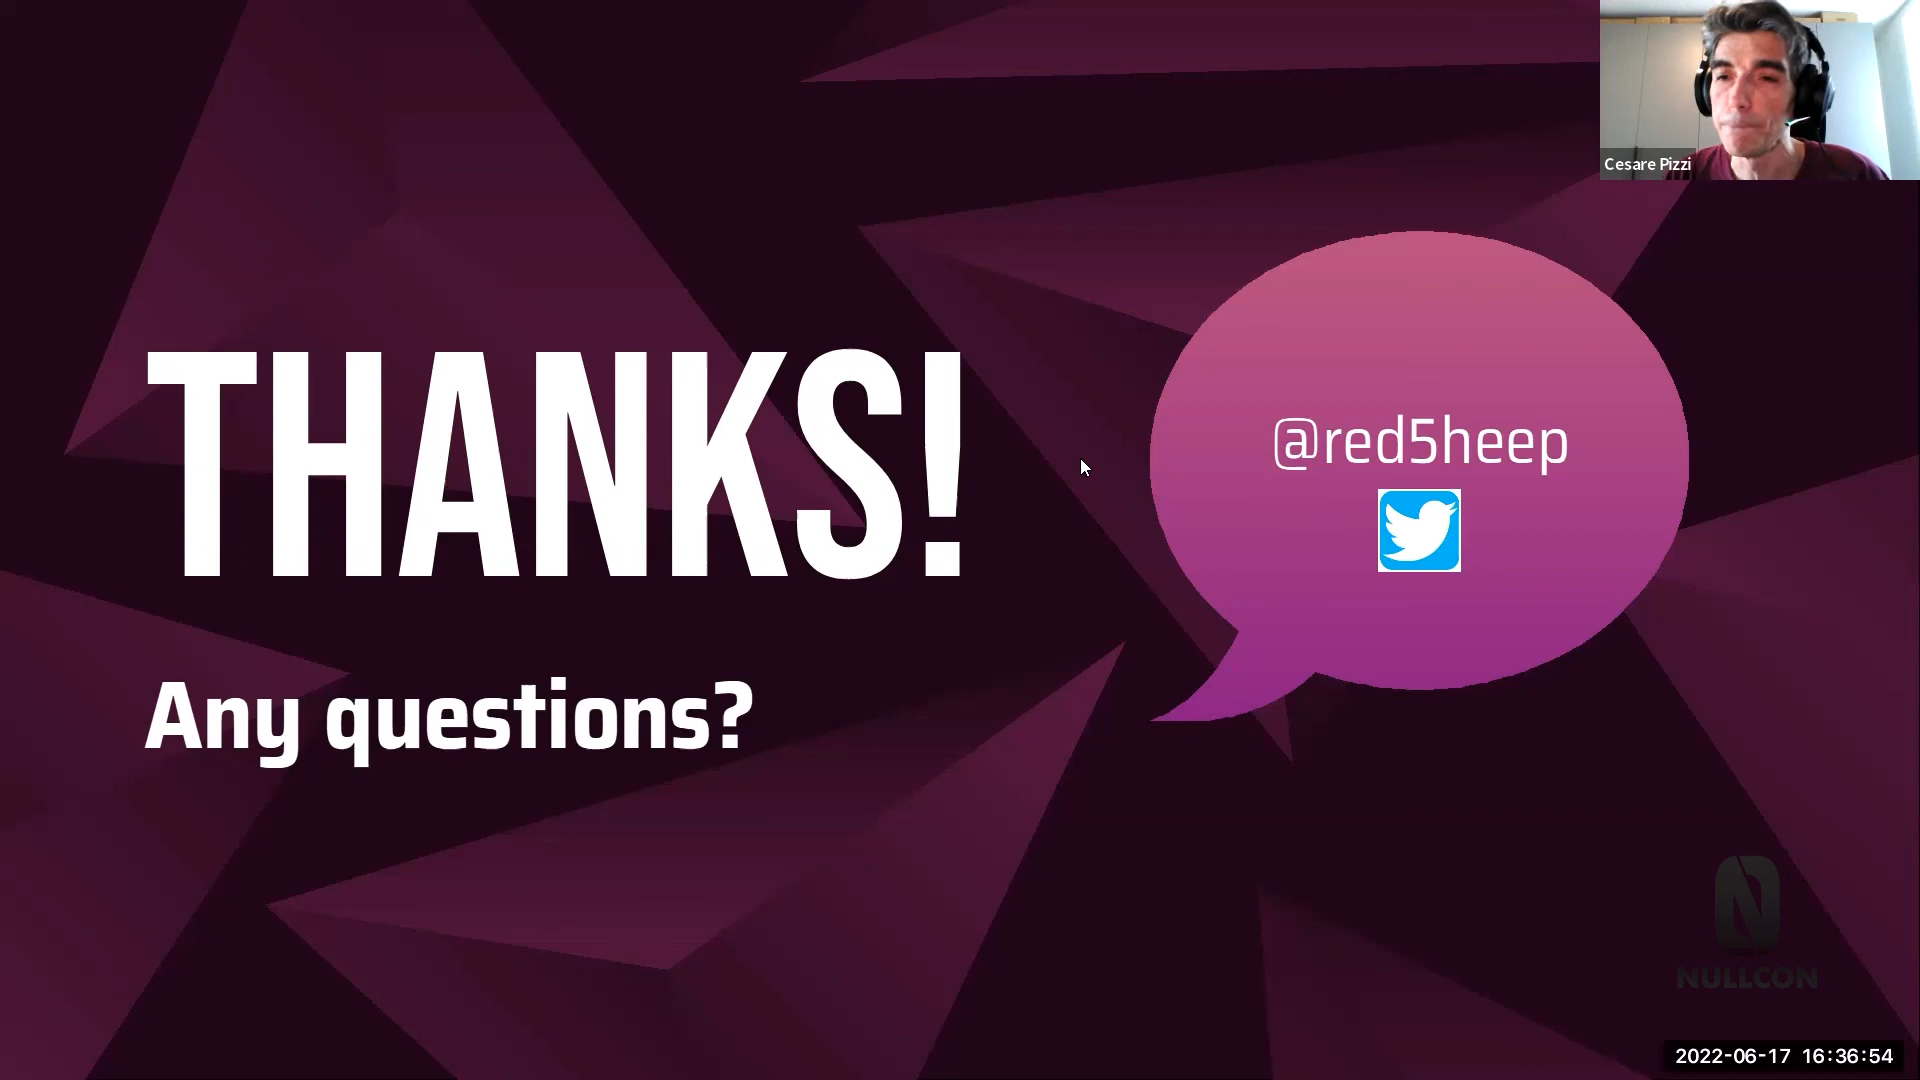 Cesare Pizzi
THANKS!
@red5heep
Any questions?
NULLCON
2022-06-17 16:36:54